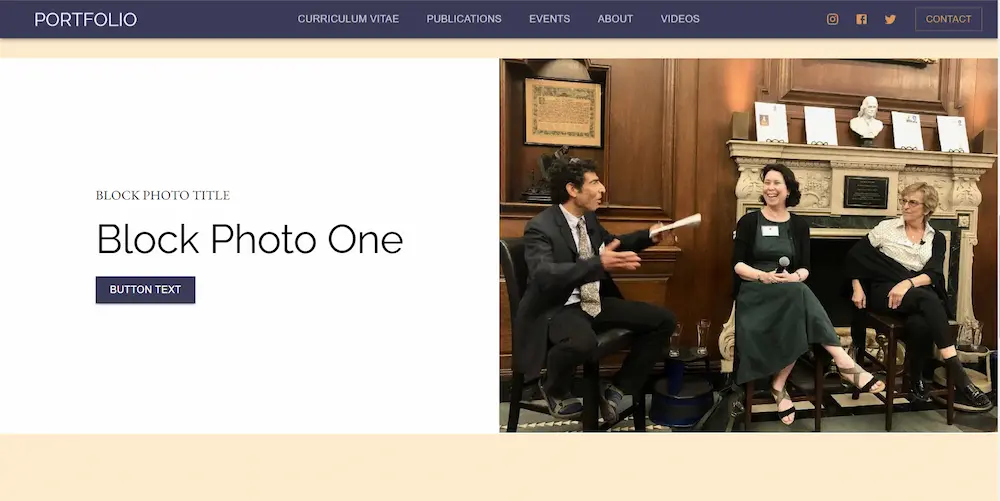 PORTFOLIO
CURRICULUM VITAE PUBLICATIONS EVENTS ABOUT VIDEOS
CONTACT
BLOCK PHOTO TITLE
Block Photo One
BUTTON TEXT